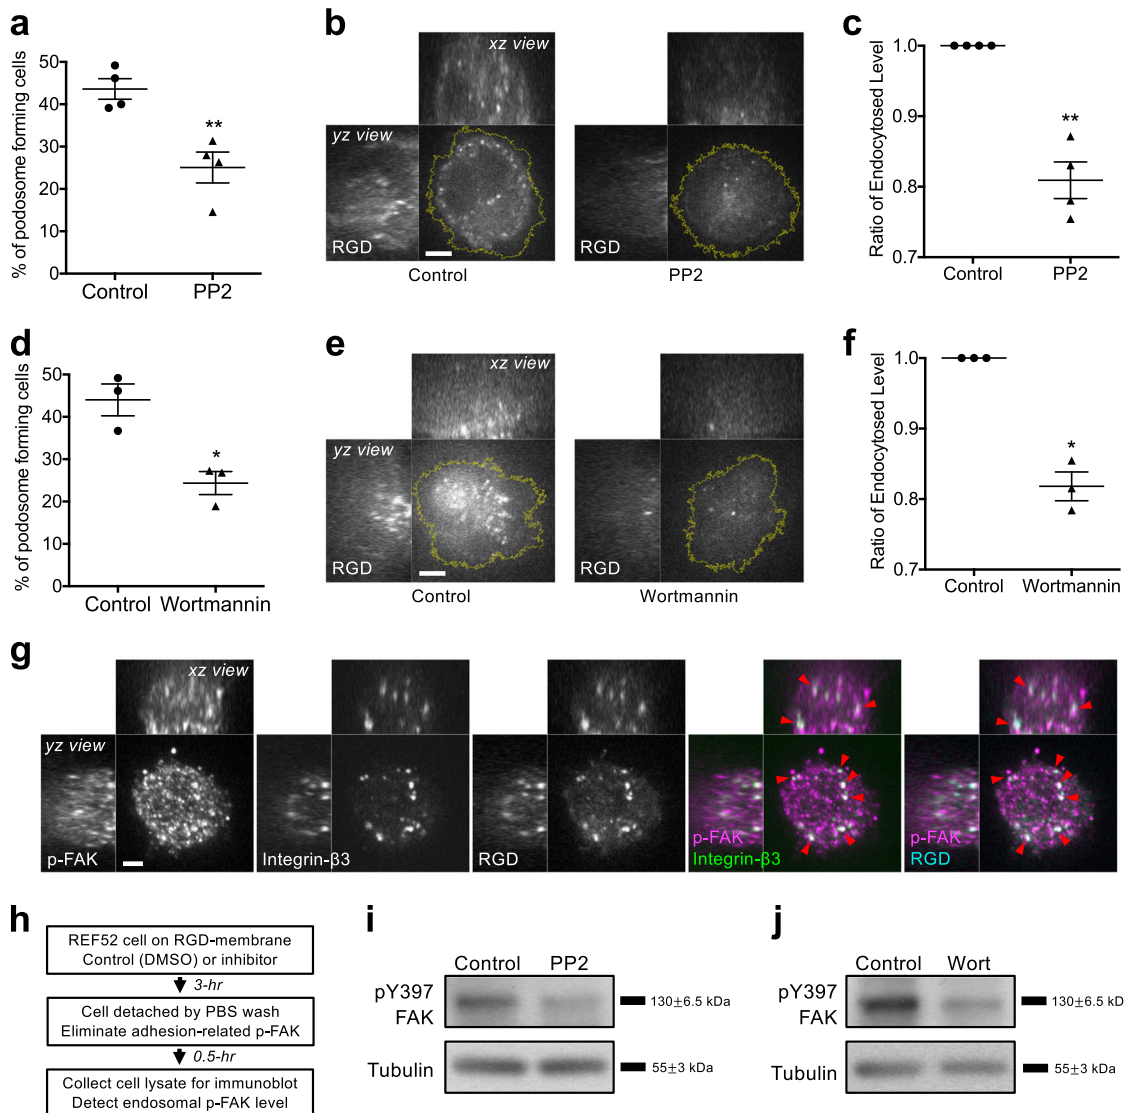 a
% of podosome forming cells
50
40
30
20
10
0
**
Control
PP2
b
xz view
yz view
RGD
RGD
Control
PP2
c
Ratio of Endocytosed Level
1.0
0.9
0.8
0.7
**
Control
PP2
d
% of podosome forming cells
50
40
30
20
10
0
*
Control
Wortmannin
e
xz view
yz view
RGD
RGD
Control
Wortmannin
f
Ratio of Endocytosed Level
1.0
0.9
0.8
0.7
*
Control
Wortmannin
g
xz view
yz view
p-FAK
Integrin-β3
RGD
p-FAK
Integrin-β3
p-FAK
RGD
h
REF52 cell on RGD-membrane
Control (DMSO) or inhibitor
3-hr
Cell detached by PBS wash
Eliminate adhesion-related p-FAK
0.5-hr
Collect cell lysate for immunoblot
Detect endosomal p-FAK level
i
Control PP2
pY397
FAK
130±6.5 kDa
Tubulin
55±3 kDa
j
Control Wort
pY397
FAK
130±6.5 kD
Tubulin
55±3 kDa